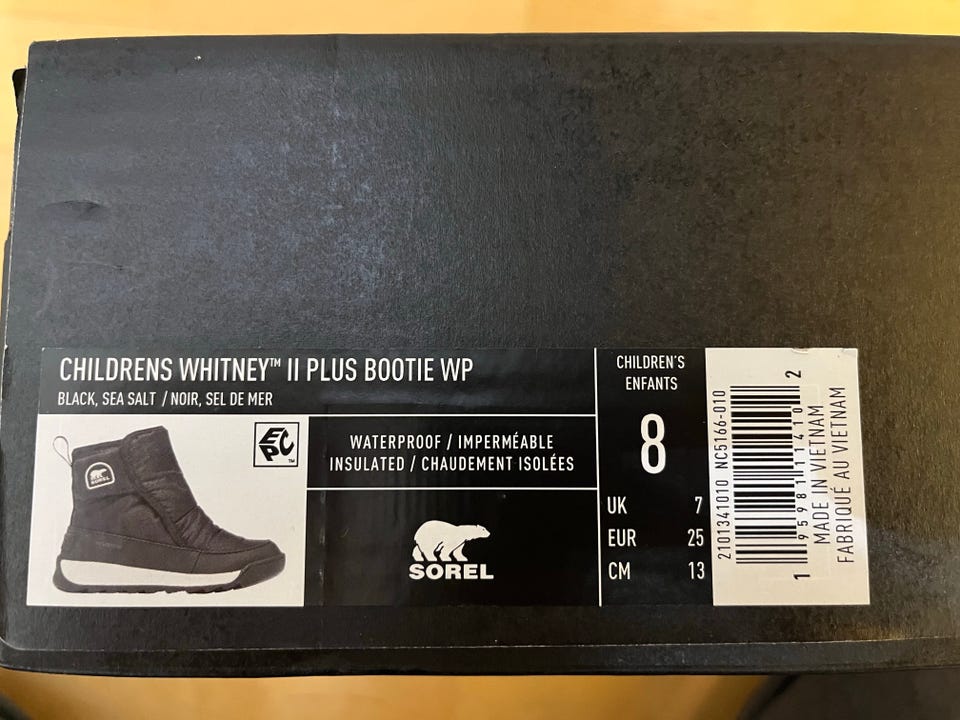 CHILDRENS WHITNEY™ II PLUS BOOTIE WP
BLACK, SEA SALT / NOIR, SEL DE MER
SOREL
EPC™
WATERPROOF / IMPERMÉABLE
INSULATED / CHAUDEMENT ISOLÉES
SOREL
CHILDREN'S
ENFANTS
8
UK 7
EUR 25
CM 13
2101341010 NC5166-010
1 95981 11410 2
MADE IN VIETNAM
FABRIQUÉ AU VIETNAM